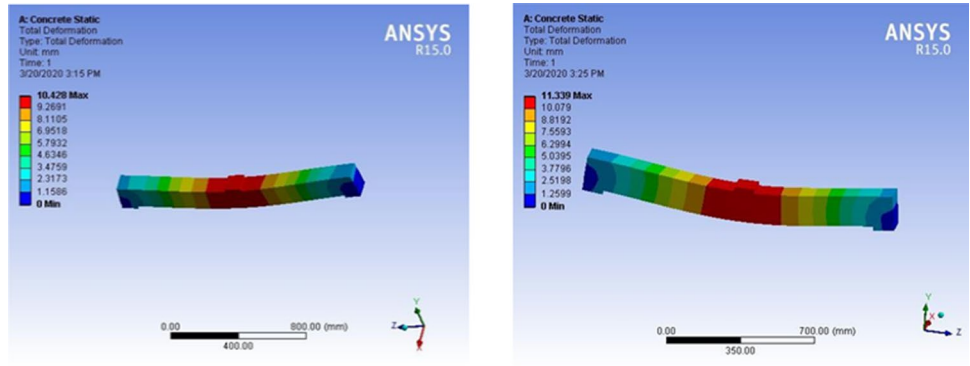 A: Concrete Static
Total Deformation
Type: Total Deformation
Unit: mm
Time: 1
3/20/2020 3:15 PM
ANSYS
R15.0
10.428 Max
9.2691
8.1105
6.9518
5.7932
4.6346
3.4759
2.3173
1.1586
0 Min
0.00
800.00 (mm)
400.00
Y
Z
X
A: Concrete Static
Total Deformation
Type: Total Deformation
Unit: mm
Time: 1
3/20/2020 3:25 PM
ANSYS
R15.0
11.339 Max
10.079
8.8192
7.5593
6.2994
5.0395
3.7796
2.5198
1.2599
0 Min
0.00
700.00 (mm)
350.00
Y
X
Z